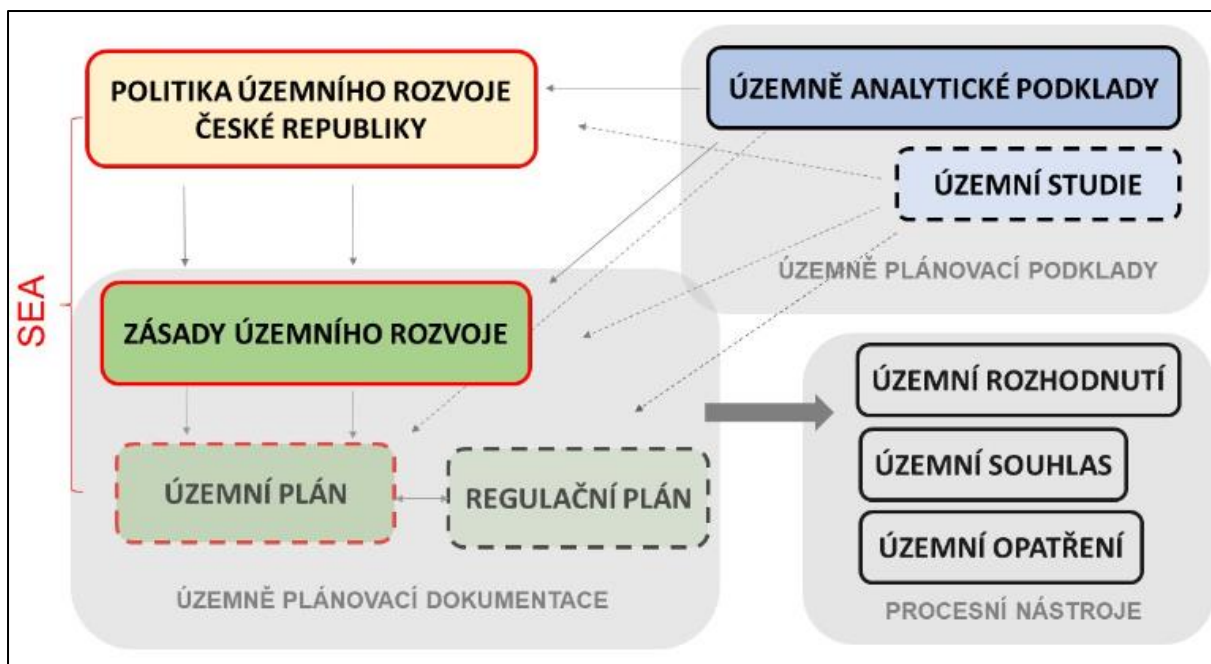 POLITIKA ÚZEMNÍHO ROZVOJE
ČESKÉ REPUBLIKY
ÚZEMNĚ ANALYTICKÉ PODKLADY
ÚZEMNÍ STUDIE
ÚZEMNĚ PLÁNOVACÍ PODKLADY
SEA
ZÁSADY ÚZEMNÍHO ROZVOJE
ÚZEMNÍ PLÁN
REGULAČNÍ PLÁN
ÚZEMNĚ PLÁNOVACÍ DOKUMENTACE
ÚZEMNÍ ROZHODNUTÍ
ÚZEMNÍ SOUHLAS
ÚZEMNÍ OPATŘENÍ
PROCESNÍ NÁSTROJE